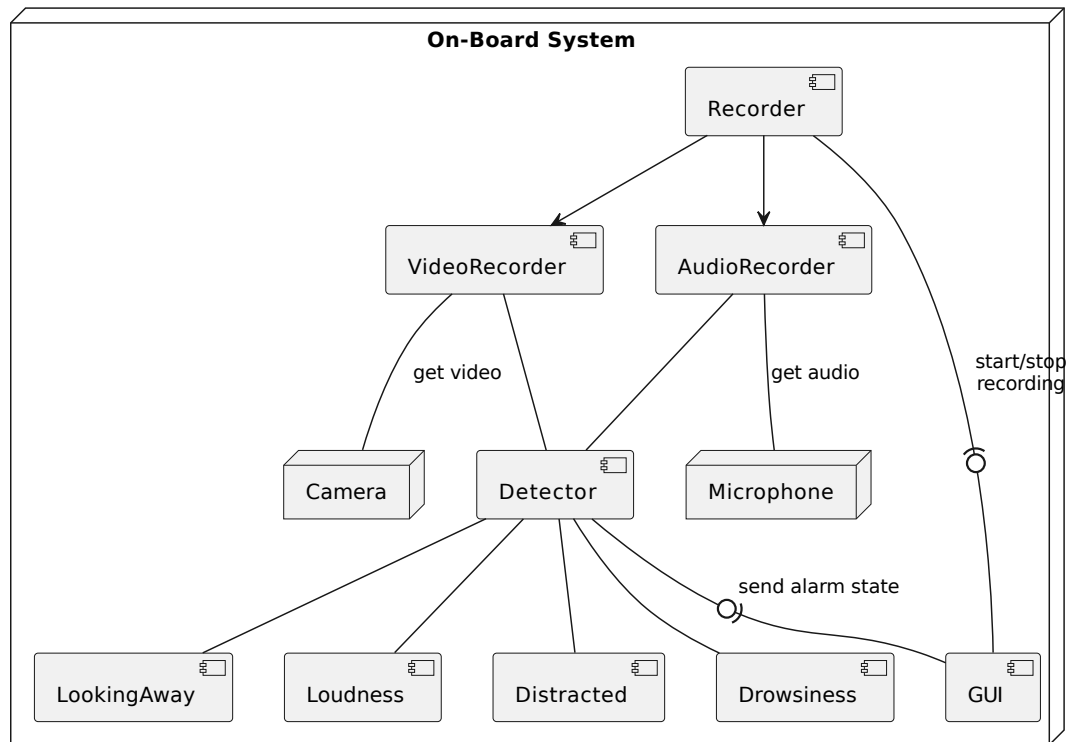 On-Board System
Recorder
VideoRecorder
AudioRecorder
get video
get audio
start/stop
recording
Camera
Detector
Microphone
send alarm state
LookingAway
Loudness
Distracted
Drowsiness
GUI